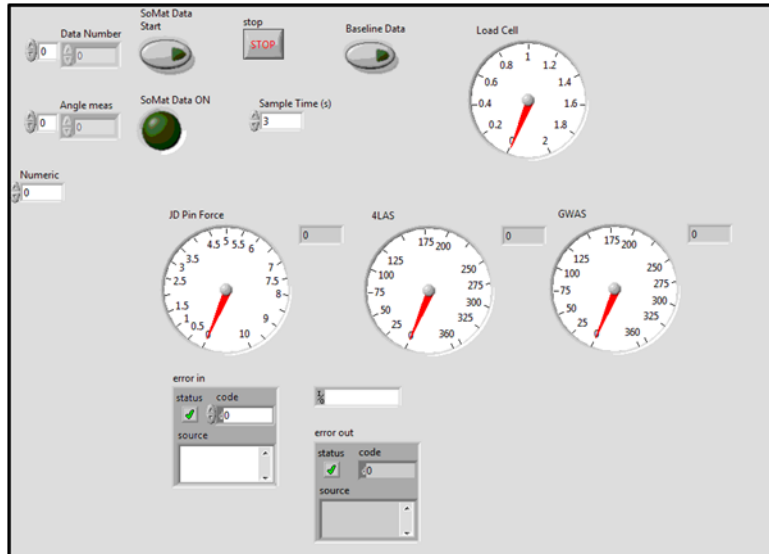 SoMat Data
Start
stop
STOP
Baseline Data
Load Cell
Data Number
0
0
0
0.2
0.4
0.6
0.8
1
1.2
1.4
1.6
1.8
2
Angle meas
0
0
SoMat Data ON
Sample Time (s)
3
Numeric
0
JD Pin Force
0
0
0.5
1
1.5
2.5
3
3.5
4.5
5
5.5
6
7
7.5
8
9
10
4LAS
0
0
25
50
75
100
125
175
200
250
275
300
325
360
GWAS
0
0
25
50
75
100
125
175
200
250
275
300
325
360
error in
status
code
0
source
error out
status
code
0
source